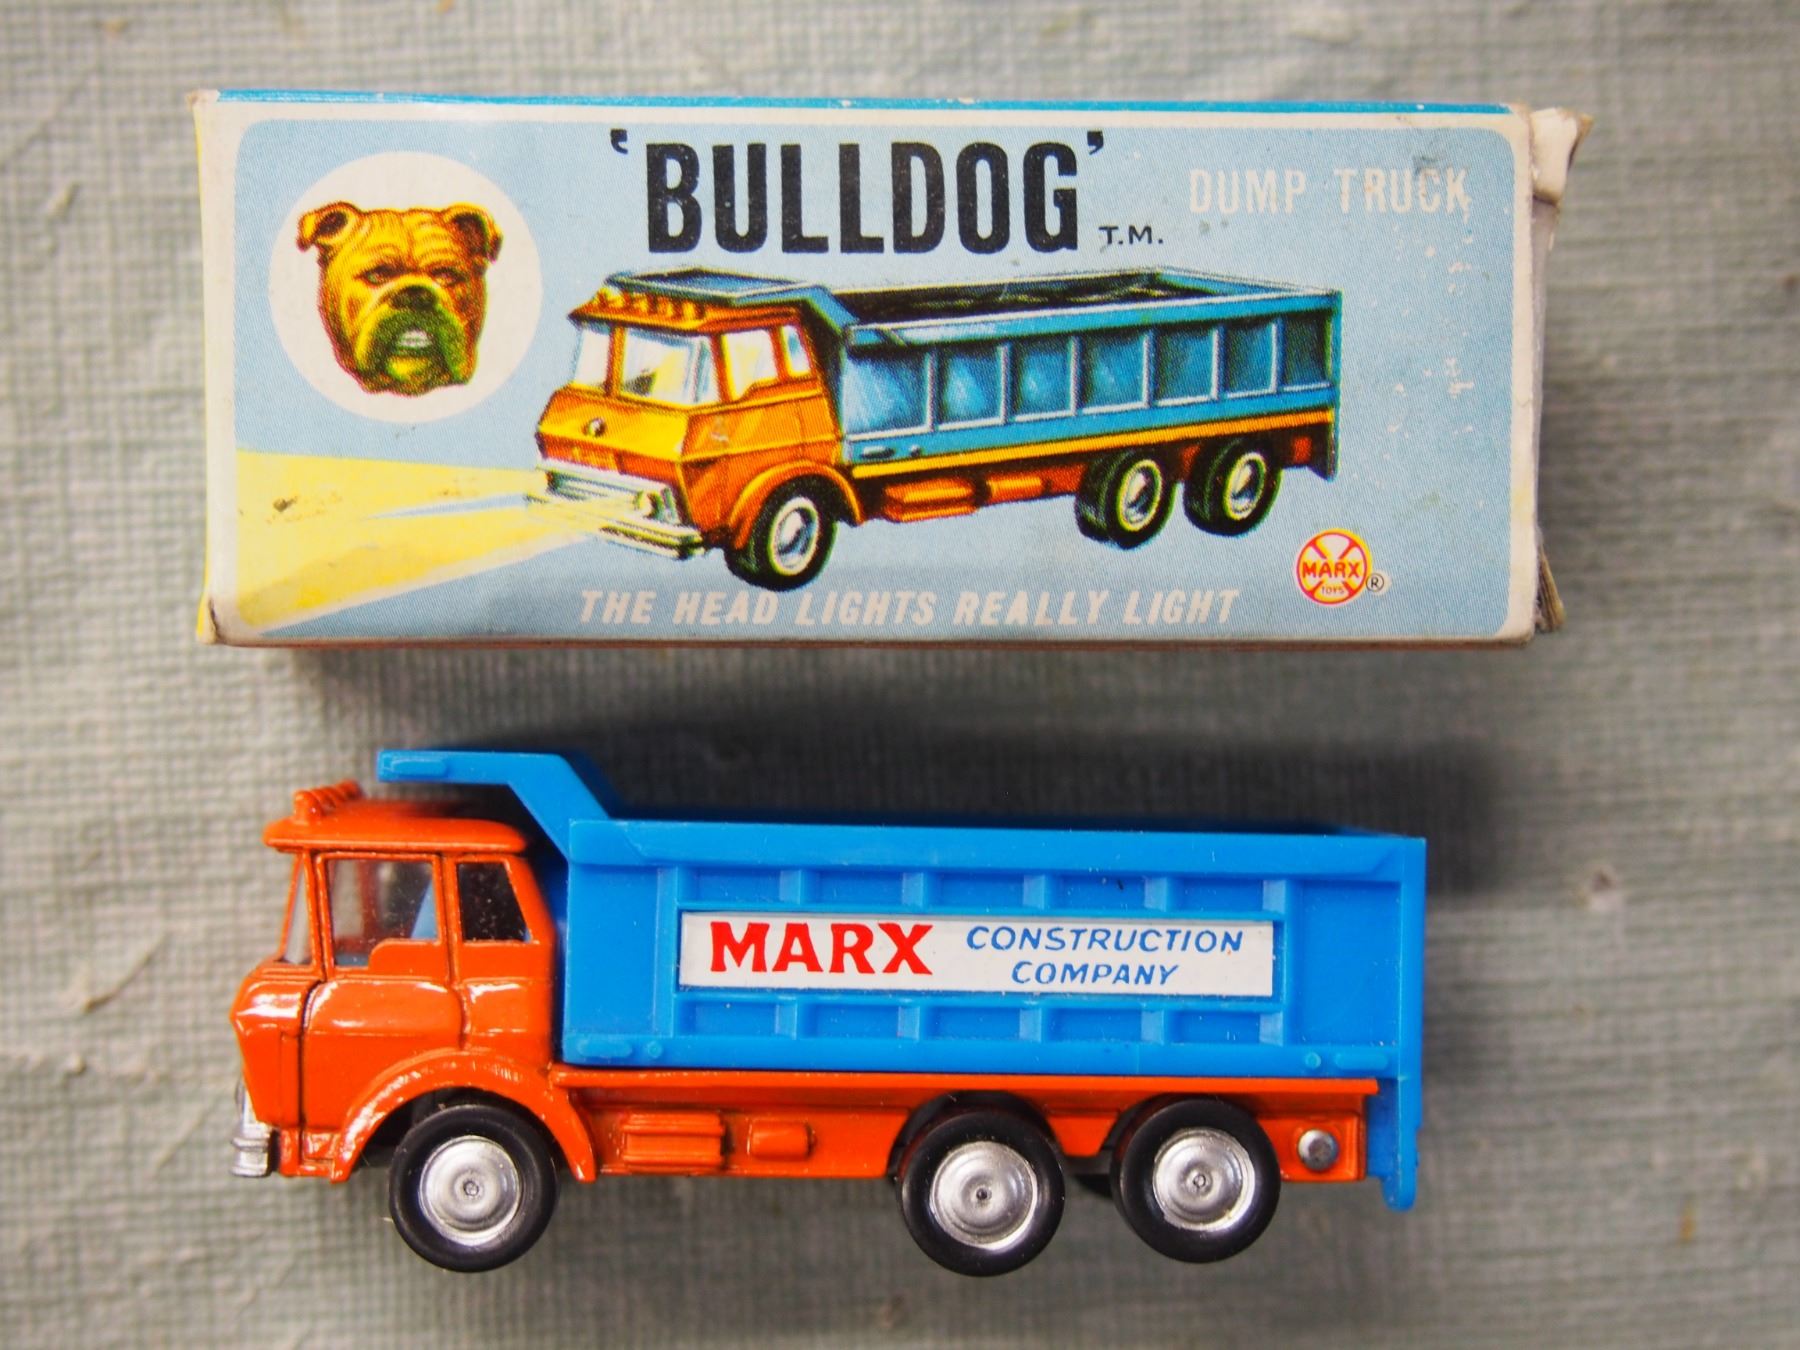 'BULLDOG' T.M.
DUMP TRUCK
THE HEAD LIGHTS REALLY LIGHT
MARX ®
TOYS
MARX CONSTRUCTION
COMPANY